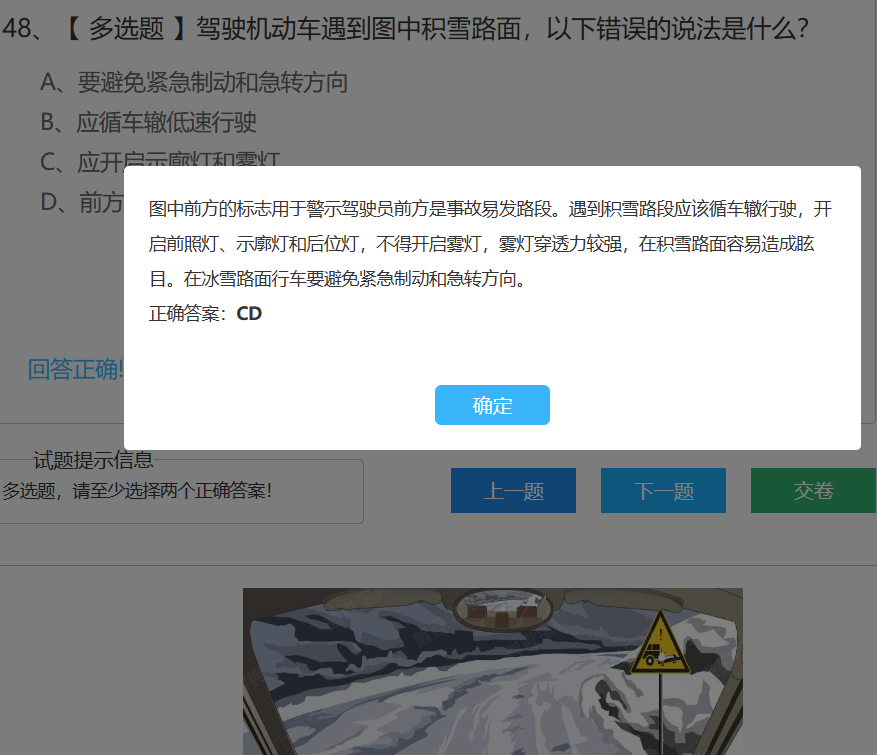 48、【 多选题 】驾驶机动车遇到图中积雪路面，以下错误的说法是什么？
A、要避免紧急制动和急转方向
B、应循车辙低速行驶
C、应开启示廓灯和雾灯
D、前方
图中前方的标志用于警示驾驶员前方是事故易发路段。遇到积雪路段应该循车辙行驶，开
启前照灯、示廓灯和后位灯，不得开启雾灯，雾灯穿透力较强，在积雪路面容易造成眩
目。在冰雪路面行车要避免紧急制动和急转方向。
正确答案：CD
确定
回答正确!
试题提示信息
多选题，请至少选择两个正确答案！
上一题
下一题
交卷